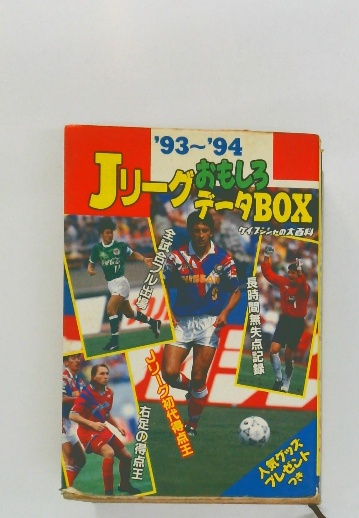 '93~'94
Jリーグ
おもしろ
データBOX
ケイブンシャの大百科
全試合フル出場
長時間無失点記録
Jリーグ初代得点王
右足の得点王
人気グッズ
プレゼント
つき